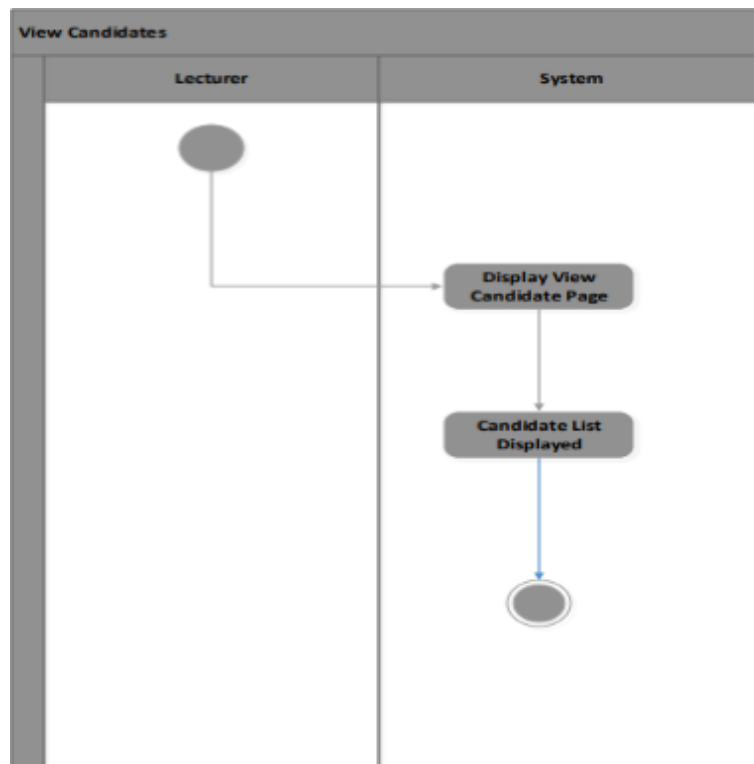 View Candidates
Lecturer
System
Display View
Candidate Page
Candidate List
Displayed